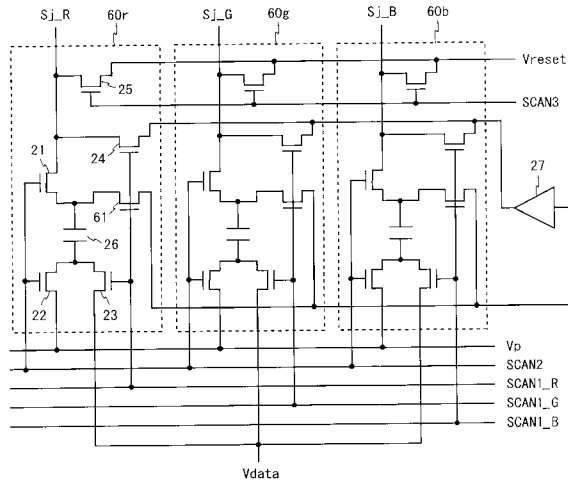 Sj_R 60r Sj_G 60g Sj_B 60b
Vreset
25
SCAN3
21 24 27
61
26
22 23
Vp
SCAN2
SCAN1_R
SCAN1_G
SCAN1_B
Vdata